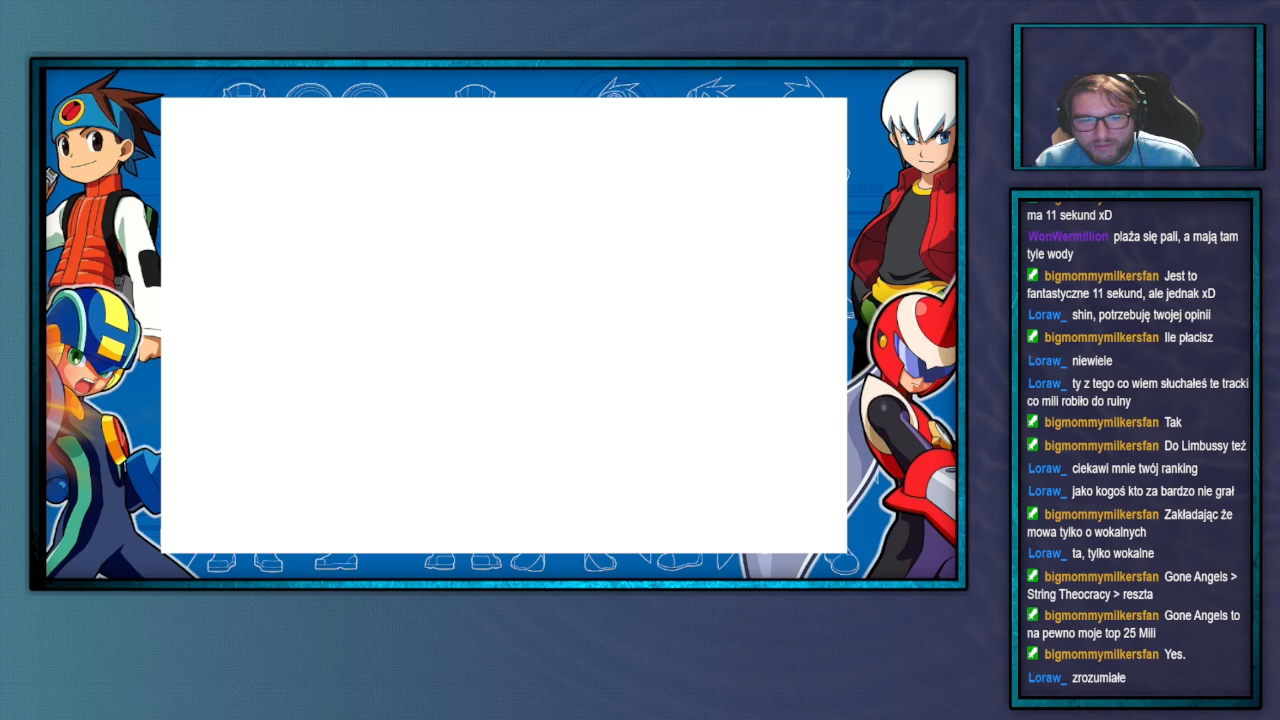 ma 11 sekund xD
WonWermillion plaża się pali, a mają tam
tyle wody
bigmommymilkersfan Jest to
fantastyczne 11 sekund, ale jednak xD
Loraw_ shin, potrzebuję twojej opinii
bigmommymilkersfan Ile płacisz
Loraw_ niewiele
Loraw_ ty z tego co wiem słuchałeś te tracki
co mili robiło do ruiny
bigmommymilkersfan Tak
bigmommymilkersfan Do Limbussy też
Loraw_ ciekawi mnie twój ranking
Loraw_ jako kogoś kto za bardzo nie grał
bigmommymilkersfan Zakładając że
mowa tylko o wokalnych
Loraw_ ta, tylko wokalne
bigmommymilkersfan Gone Angels >
String Theocracy > reszta
bigmommymilkersfan Gone Angels to
na pewno moje top 25 Mili
bigmommymilkersfan Yes.
Loraw_ zrozumiałe